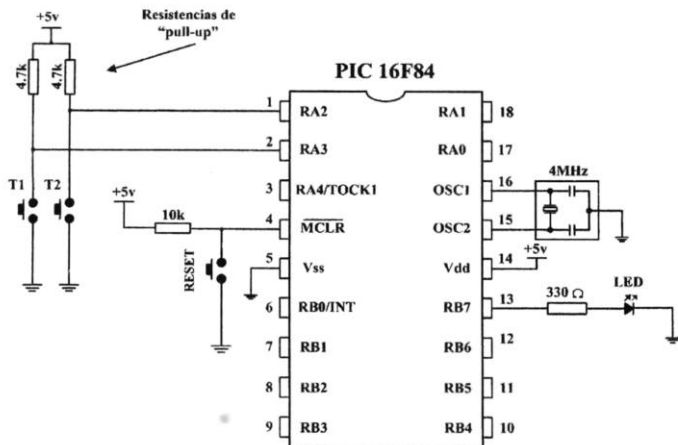 +5v
Resistencias de
“pull-up”
4.7k
4.7k
PIC 16F84
1
RA2
RA1
18
2
RA3
RA0
17
T1
T2
3
RA4/TOCK1
OSC1
16
4MHz
+5v
10k
4
MCLR
OSC2
15
RESET
5
Vss
Vdd
14
+5v
6
RB0/INT
RB7
13
330 Ω
LED
7
RB1
RB6
12
8
RB2
RB5
11
9
RB3
RB4
10